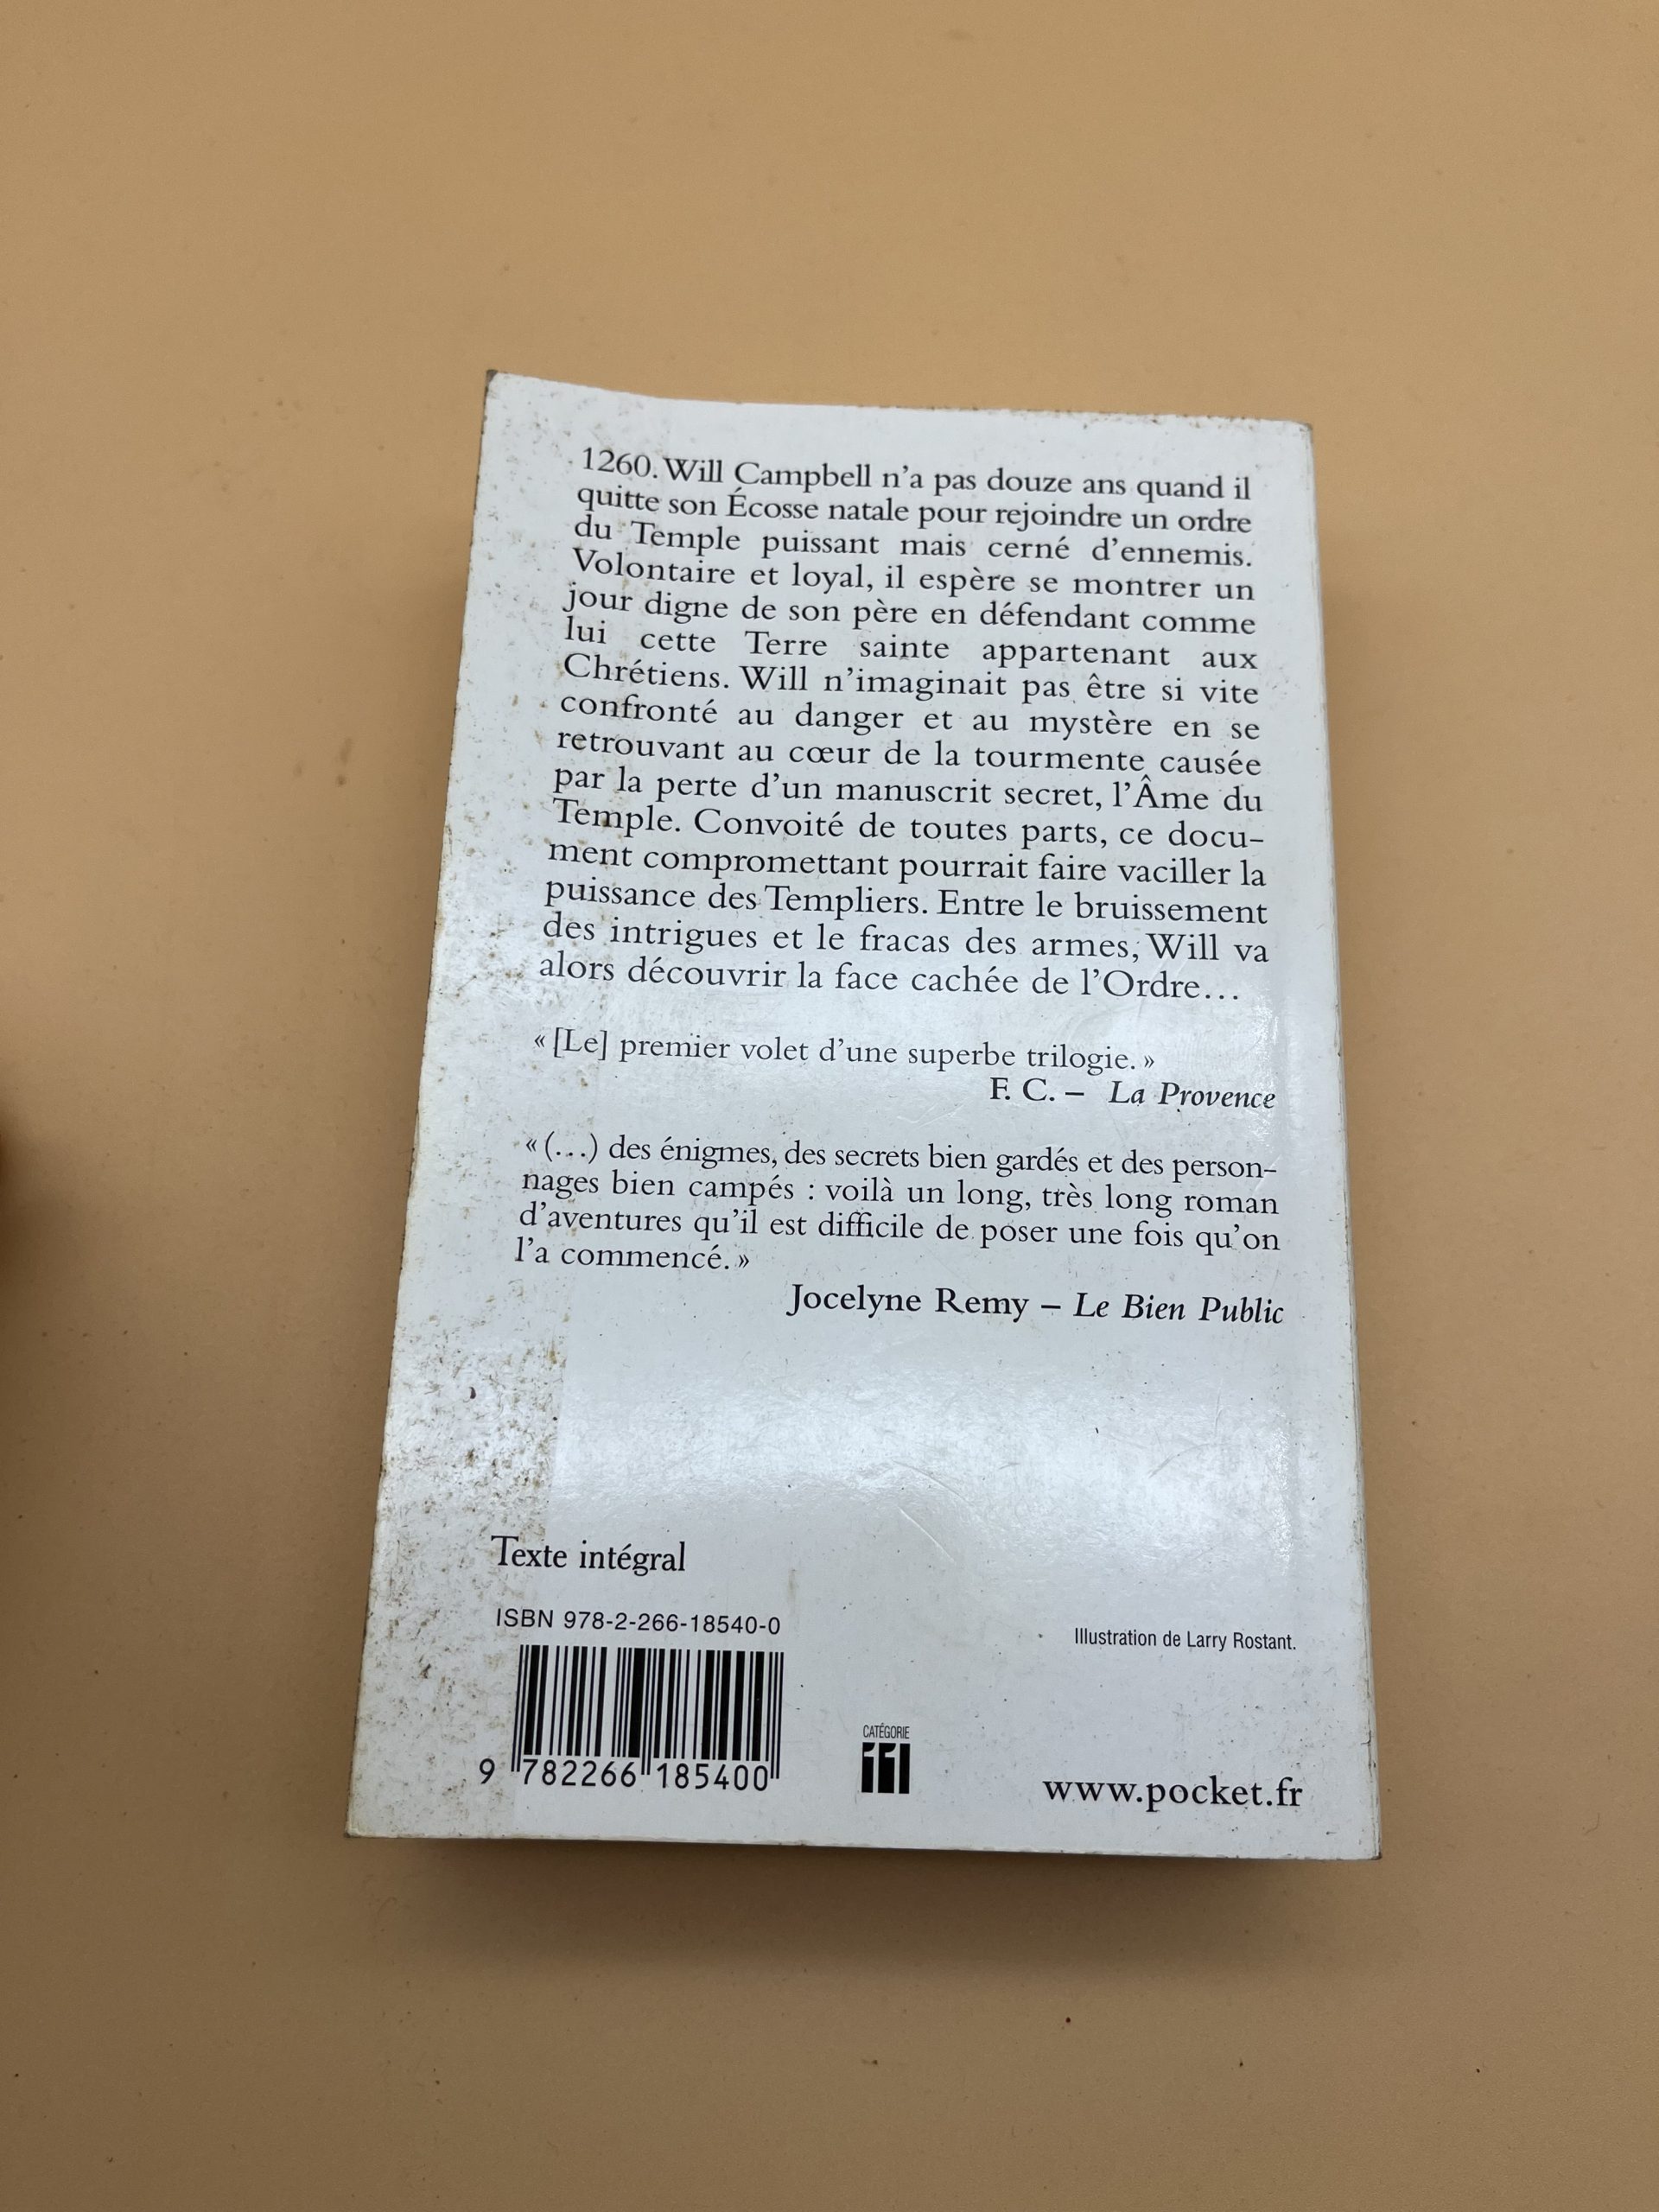 1260. Will Campbell n'a pas douze ans quand il
quitte son Écosse natale pour rejoindre un ordre
du Temple puissant mais cerné d'ennemis.
Volontaire et loyal, il espère se montrer un
jour digne de son père en défendant comme
lui cette Terre sainte appartenant aux
Chrétiens. Will n'imaginait pas être si vite
confronté au danger et au mystère en se
retrouvant au cœur de la tourmente causée
par la perte d'un manuscrit secret, l'Âme du
Temple. Convoité de toutes parts, ce docu-
ment compromettant pourrait faire vaciller la
puissance des Templiers. Entre le bruissement
des intrigues et le fracas des armes, Will va
alors découvrir la face cachée de l'Ordre...
« [Le] premier volet d'une superbe trilogie. »
F. C. – La Provence
« (...) des énigmes, des secrets bien gardés et des person-
nages bien campés : voilà un long, très long roman
d'aventures qu'il est difficile de poser une fois qu'on
l'a commencé. »
Jocelyne Remy – Le Bien Public
Texte intégral
ISBN 978-2-266-18540-0
Illustration de Larry Rostant.
9 782266 185400
CATÉGORIE
www.pocket.fr